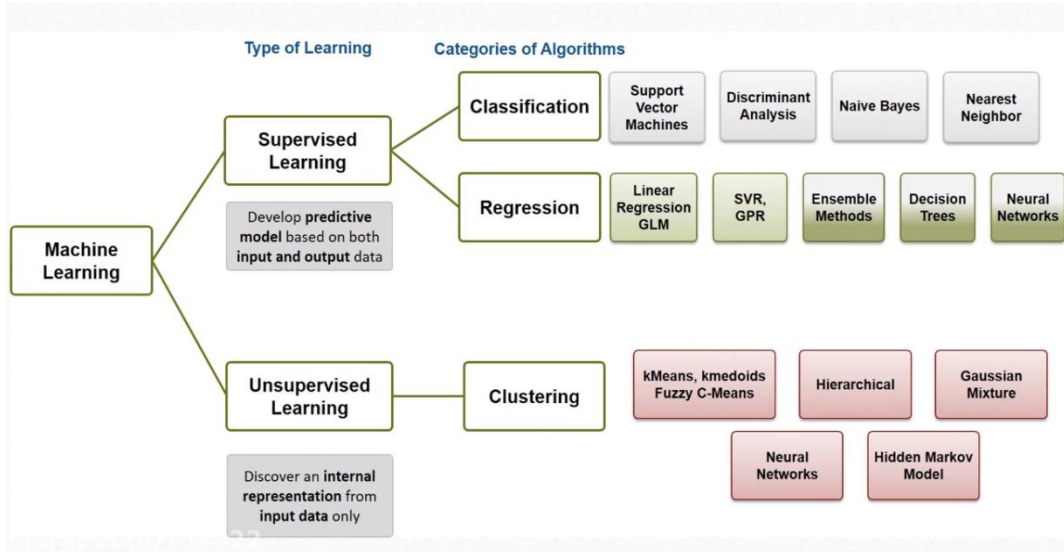 Type of Learning
Categories of Algorithms
Classification
Support
Vector
Machines
Discriminant
Analysis
Naive Bayes
Nearest
Neighbor
Supervised
Learning
Regression
Linear
Regression
GLM
SVR,
GPR
Ensemble
Methods
Decision
Trees
Neural
Networks
Develop predictive
model based on both
input and output data
Machine
Learning
Unsupervised
Learning
Clustering
kMeans, kmedoids
Fuzzy C-Means
Hierarchical
Gaussian
Mixture
Neural
Networks
Hidden Markov
Model
Discover an internal
representation from
input data only